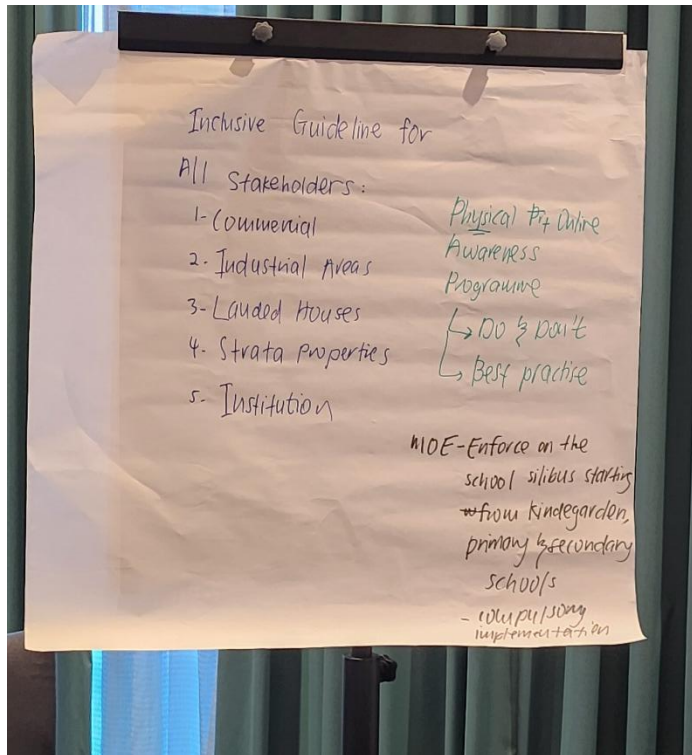 Inclusive Guideline for
All Stakeholders:
1- Commercial
2. Industrial Areas
3- Landed Houses
4. Strata Properties
5- Institution
Physical Online
Awareness
Programme
↳ Do & Don't
↳ Best practise
MOE-Enforce on the
school silibus starting
from kindegarden,
primary & secondary
schools
- compulsory
implementation